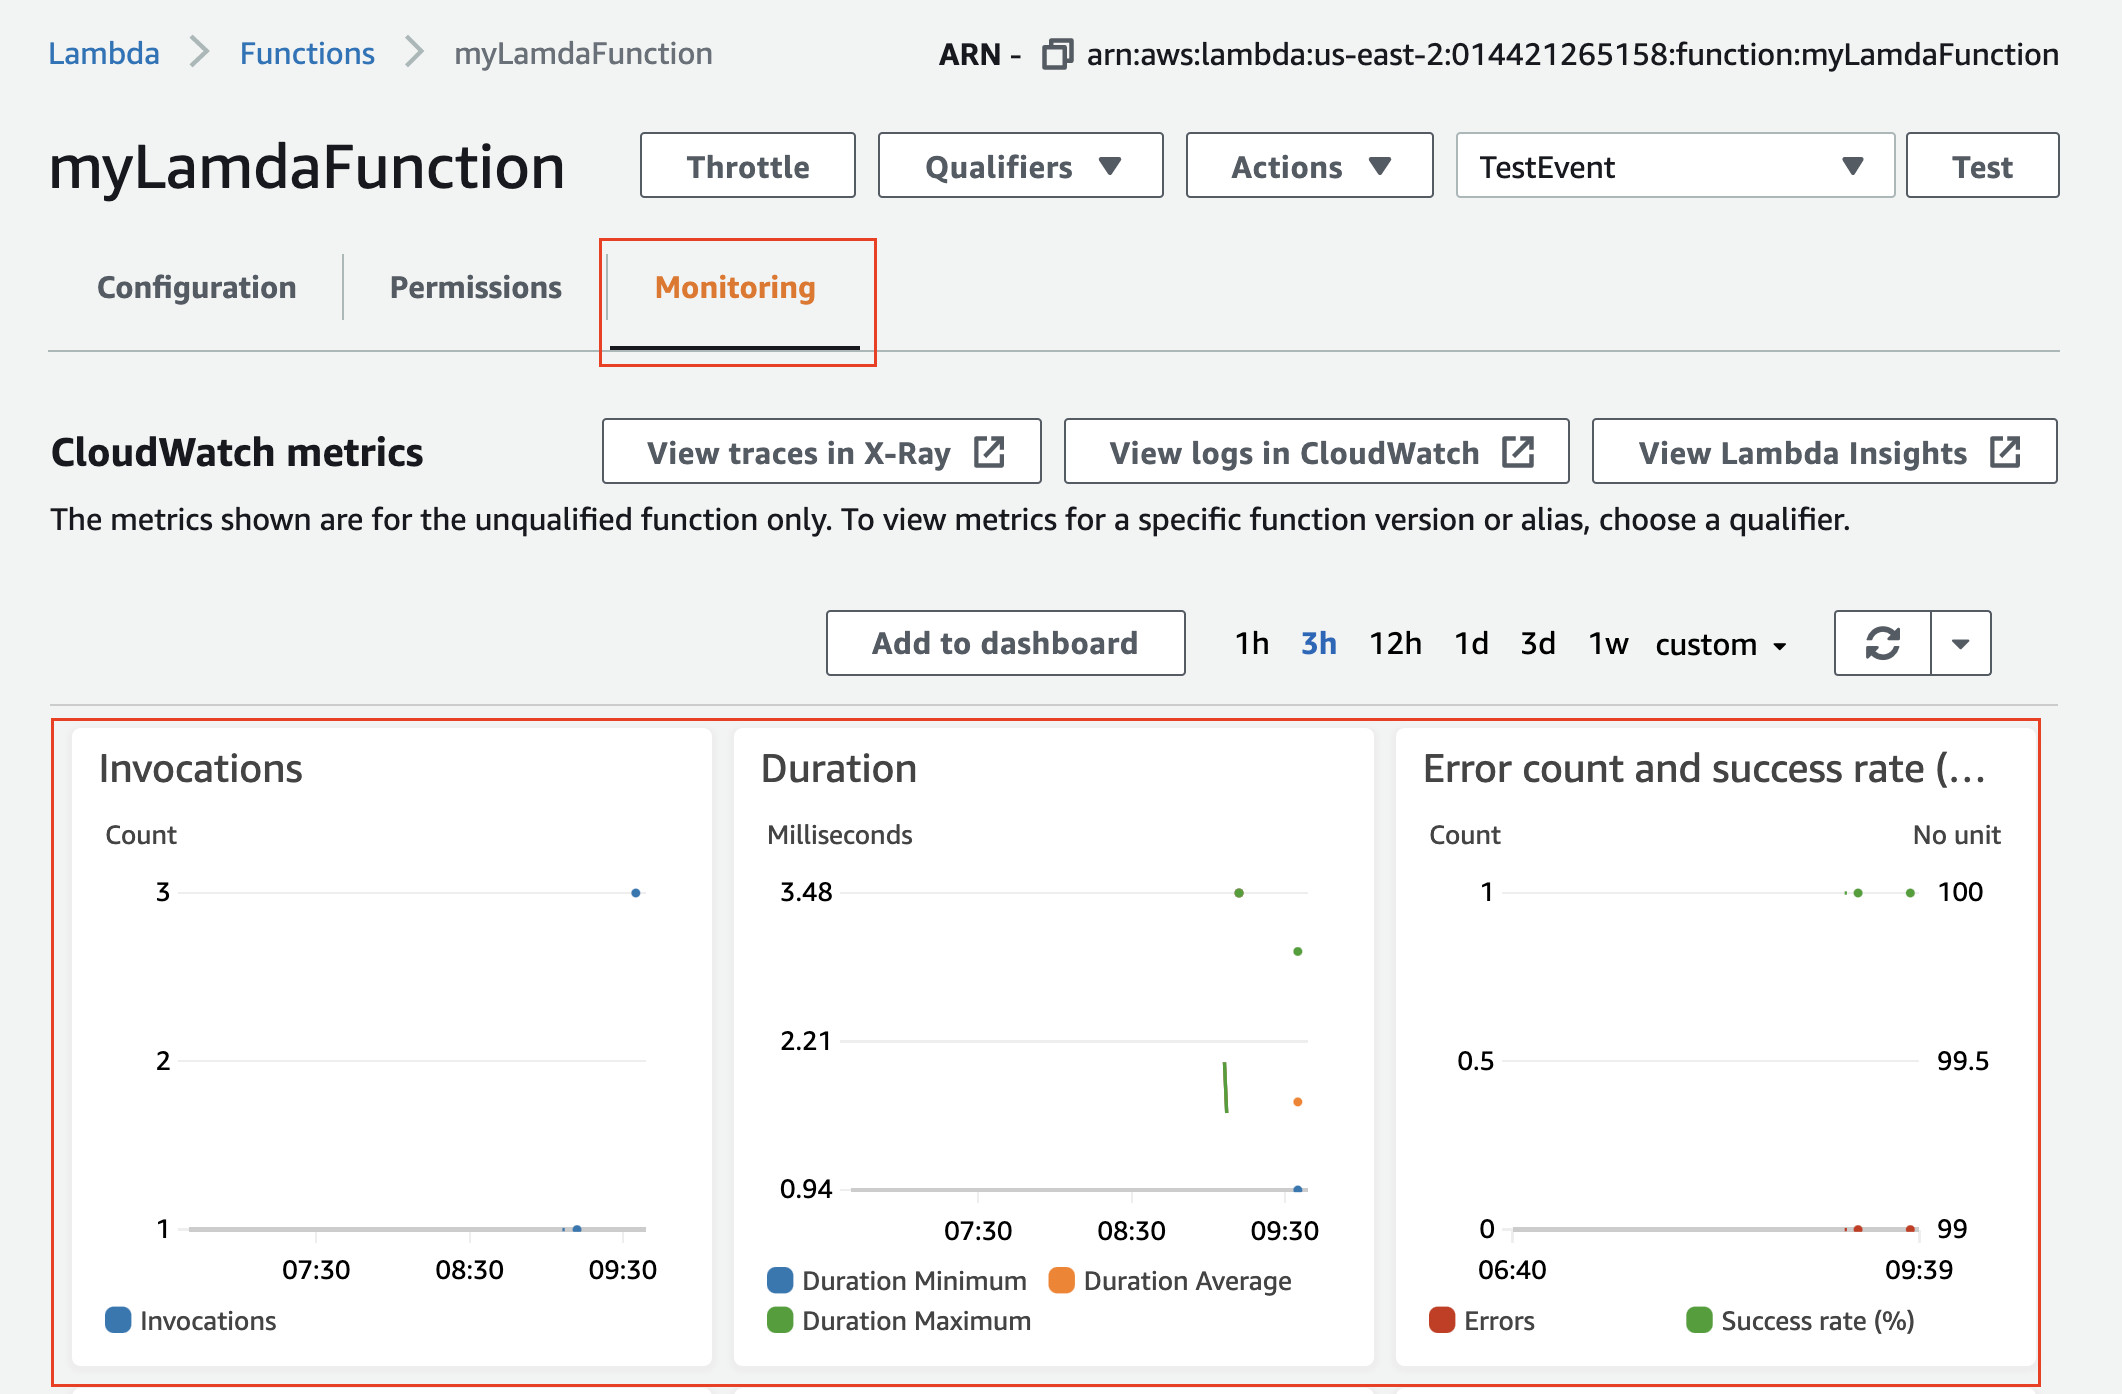 Lambda > Functions > myLamdaFunction ARN - arn:aws:lambda:us-east-2:014421265158:function:myLamdaFunction
myLamdaFunction Throttle Qualifiers Actions TestEvent Test
Configuration Permissions Monitoring
CloudWatch metrics View traces in X-Ray View logs in CloudWatch View Lambda Insights
The metrics shown are for the unqualified function only. To view metrics for a specific function version or alias, choose a qualifier.
Add to dashboard 1h 3h 12h 1d 3d 1w custom
Invocations
Count
3
2
1
07:30 08:30 09:30
Invocations
Duration
Milliseconds
3.48
2.21
0.94
07:30 08:30 09:30
Duration Minimum Duration Average
Duration Maximum
Error count and success rate (...
Count No unit
1 100
0.5 99.5
0 99
06:40 09:39
Errors Success rate (%)